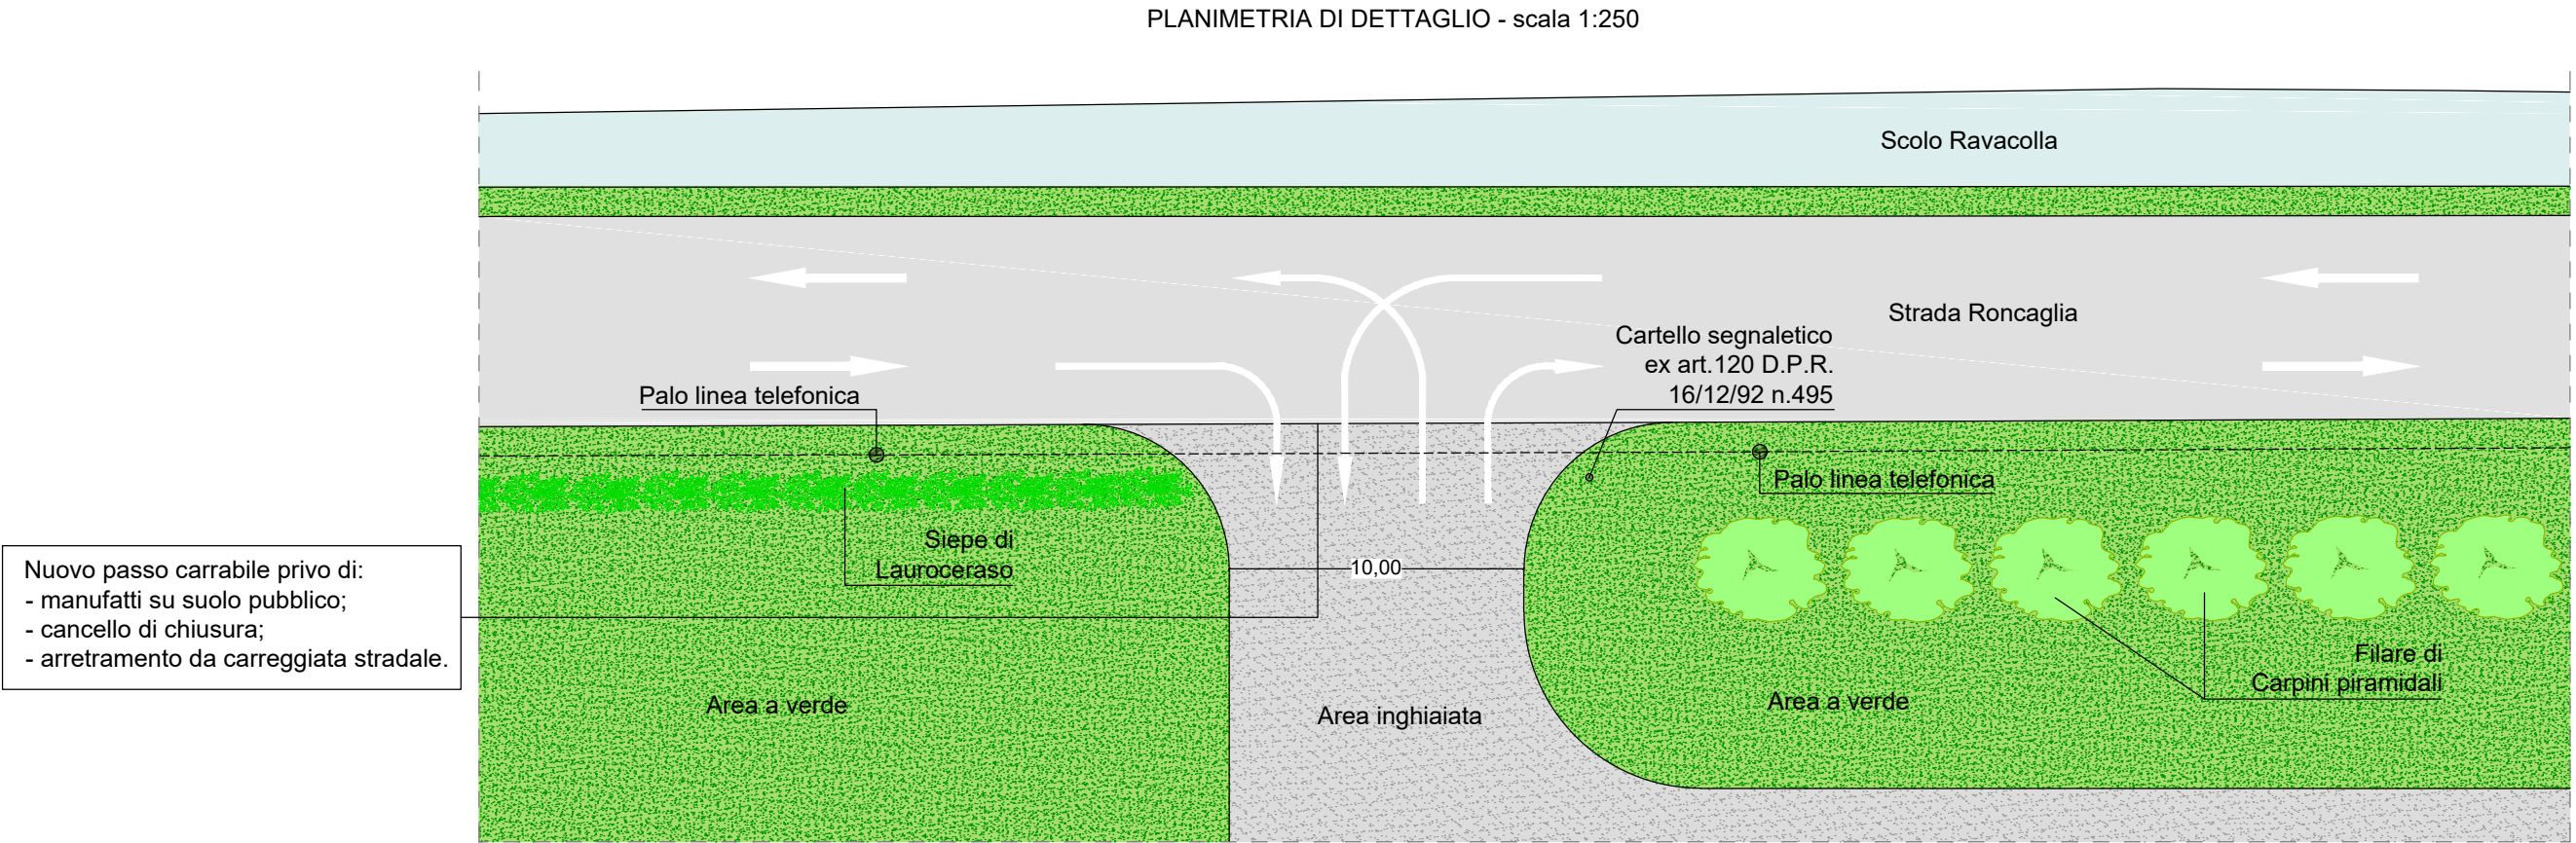 PLANIMETRIA DI DETTAGLIO - scala 1:250
Scolo Ravacolla
Strada Roncaglia
Cartello segnaletico
ex art.120 D.P.R.
16/12/92 n.495
Palo linea telefonica
Palo linea telefonica
Siepe di
Lauroceraso
10,00
Nuovo passo carrabile privo di:
- manufatti su suolo pubblico;
- cancello di chiusura;
- arretramento da carreggiata stradale.
Filare di
Carpini piramidali
Area a verde
Area inghiaiata
Area a verde